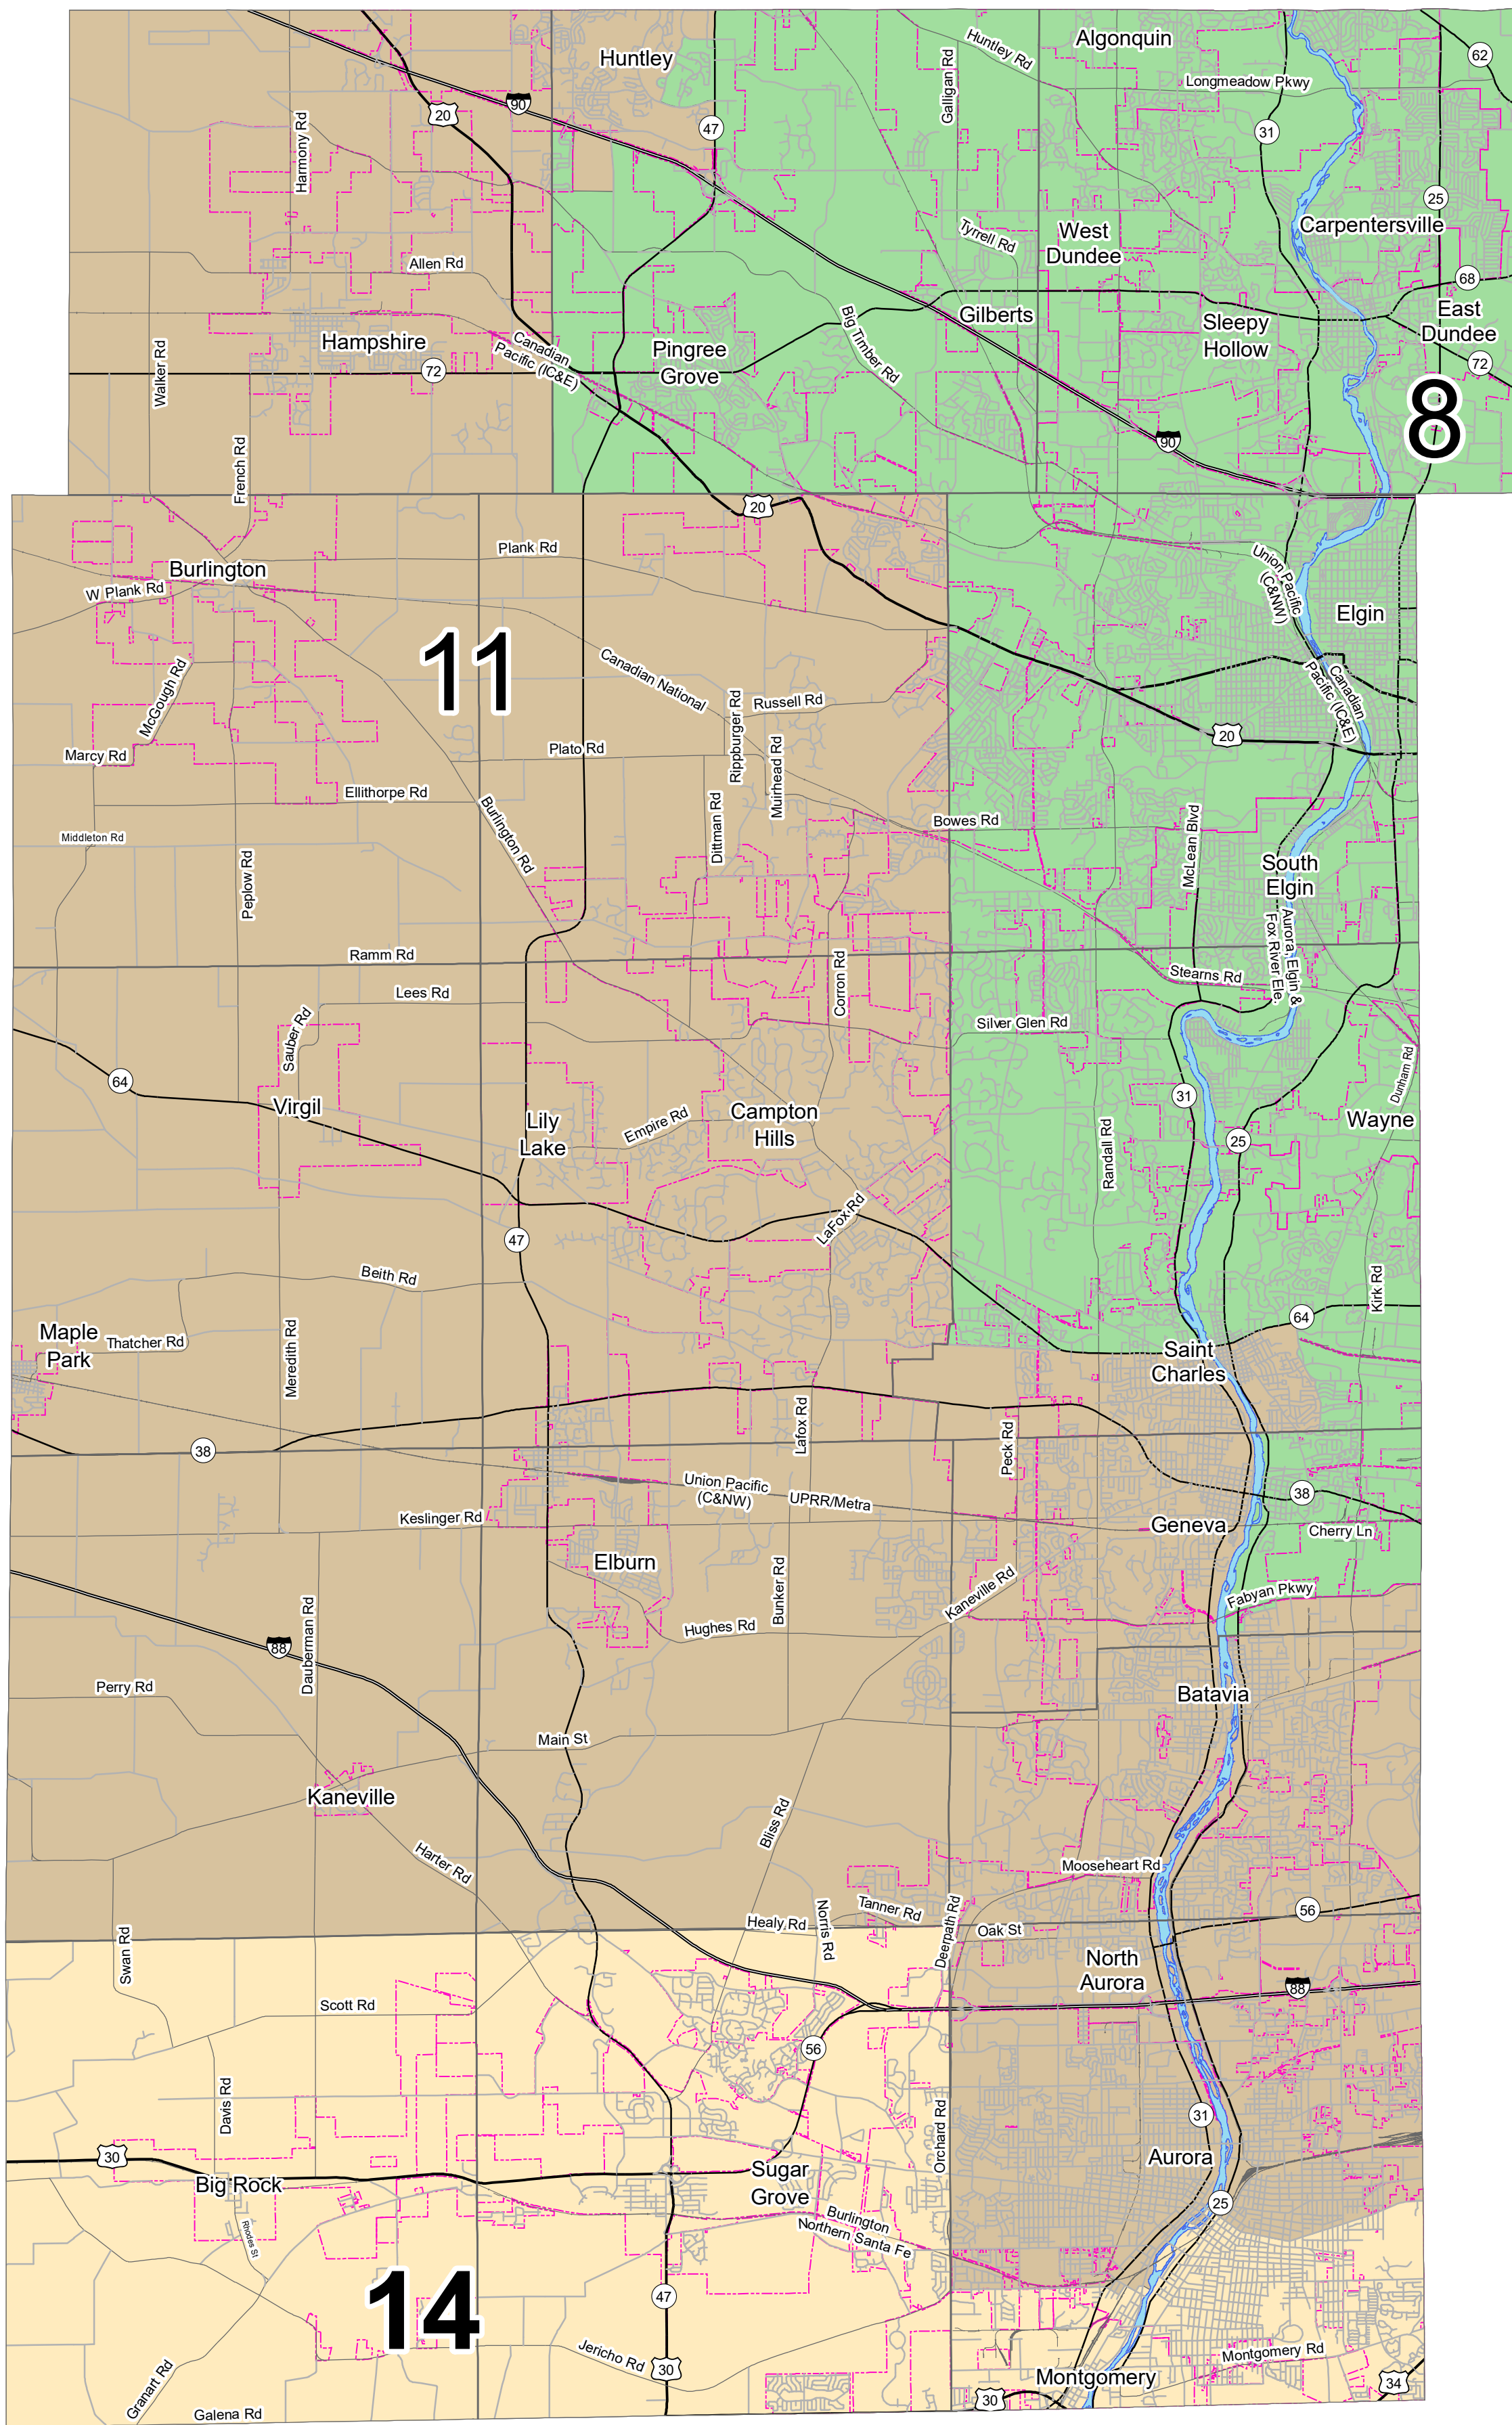 Huntley
Algonquin
Huntley Rd
Galligan Rd
Longmeadow Pkwy
62
90
20
47
31
Harmony Rd
25
Carpentersville
West
Dundee
Tyrrell Rd
Allen Rd
68
East
Dundee
Gilberts
Sleepy
Hollow
Big Timber Rd
Hampshire
Canadian
Pacific (IC&E)
Pingree
Grove
Walker Rd
72
72
8
90
French Rd
20
Plank Rd
Burlington
W Plank Rd
Union Pacific
(C&NW)
Elgin
11
Canadian National
McGough Rd
Rippburger Rd
Russell Rd
Canadian
Pacific (IC&E)
Marcy Rd
Plato Rd
Muirhead Rd
20
Ellithorpe Rd
Burlington Rd
Dittman Rd
Bowes Rd
McLean Blvd
Middleton Rd
Peplow Rd
South
Elgin
Aurora, Elgin &
Fox River Ele.
Ramm Rd
Corron Rd
Stearns Rd
Lees Rd
Sauber Rd
Silver Glen Rd
Dunham Rd
64
31
Virgil
Lily
Lake
Empire Rd
Campton
Hills
Randall Rd
25
Wayne
LaFox Rd
47
Beith Rd
Kirk Rd
64
Maple
Park
Thatcher Rd
Meredith Rd
Saint
Charles
Lafox Rd
Peck Rd
38
Union Pacific
(C&NW)
UPRR/Metra
38
Keslinger Rd
Geneva
Cherry Ln
Elburn
Bunker Rd
Kaneville Rd
Fabyan Pkwy
Dauberman Rd
Hughes Rd
88
Perry Rd
Batavia
Main St
Kaneville
Bliss Rd
Harter Rd
Mooseheart Rd
Tanner Rd
Norris Rd
Healy Rd
Deerpath Rd
Oak St
56
Swan Rd
North
Aurora
88
Scott Rd
56
Davis Rd
Orchard Rd
31
30
Big Rock
Sugar
Grove
Aurora
Rhodes St
Burlington
Northern Santa Fe
25
14
47
Jericho Rd
30
Montgomery Rd
Montgomery
Granart Rd
30
34
Galena Rd